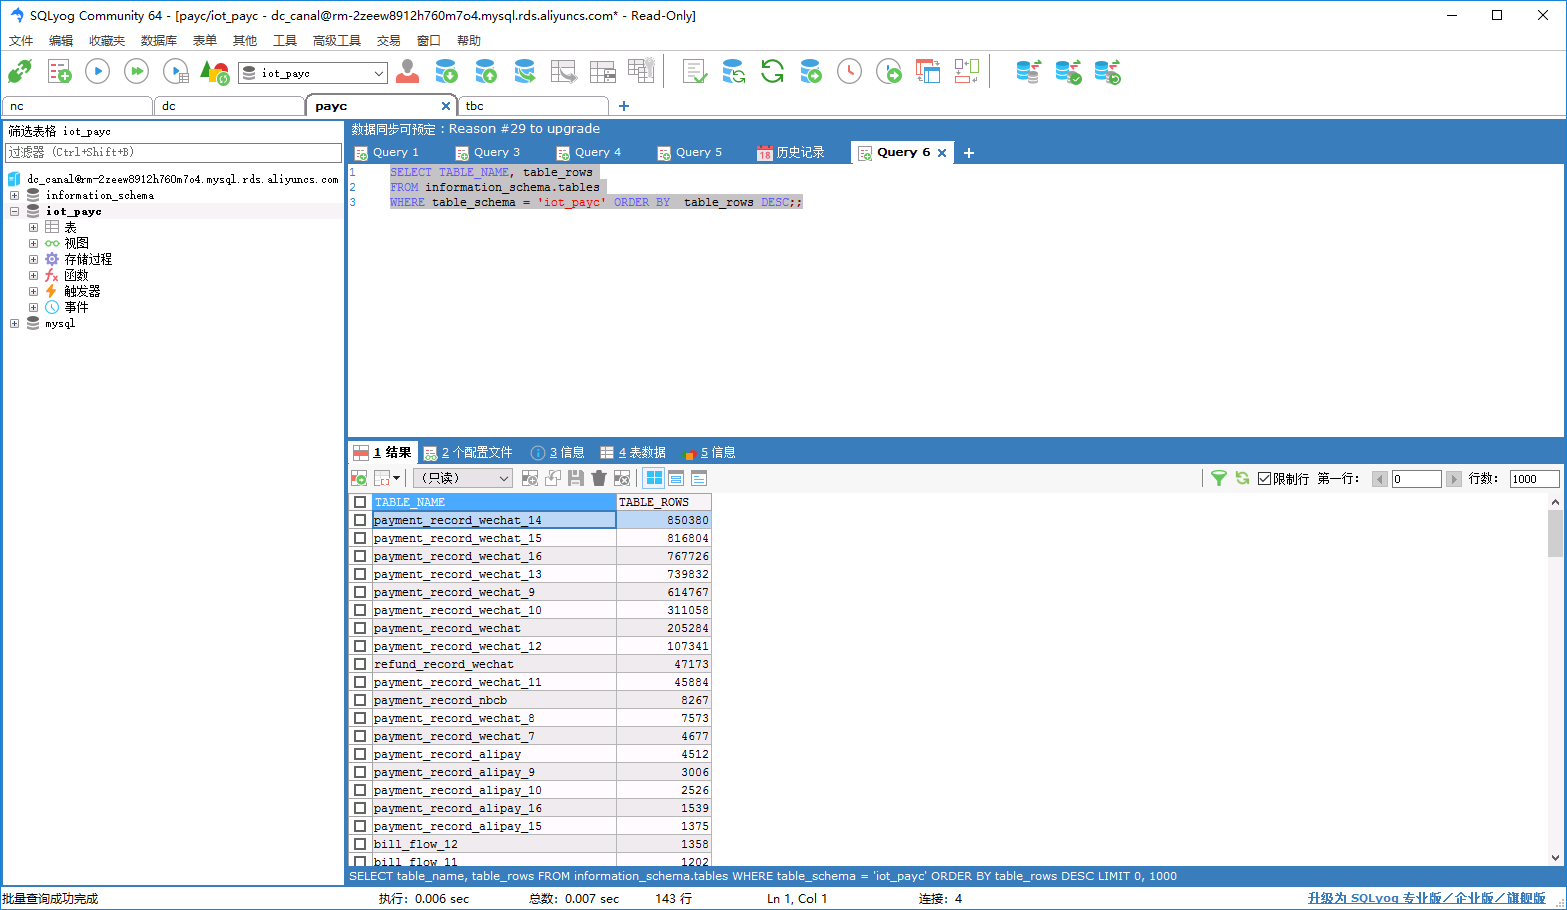 SQLyog Community 64 - [payc/iot_payc - dc_canal@rm-2zeew8912h760m7o4.mysql.rds.aliyuncs.com* - Read-Only]
文件 编辑 收藏夹 数据库 表单 其他 工具 高级工具 交易 窗口 帮助
iot_payc
nc dc payc tbc
筛选表格 iot_payc
过滤器 (Ctrl+Shift+B)
dc_canal@rm-2zeew8912h760m7o4.mysql.rds.aliyuncs.com
information_schema
iot_payc
表
视图
存储过程
函数
触发器
事件
mysql
数据同步可预定：Reason #29 to upgrade
Query 1 Query 3 Query 4 Query 5 18 历史记录 Query 6
1 SELECT TABLE_NAME, table_rows
2 FROM information_schema.tables
3 WHERE table_schema = 'iot_payc' ORDER BY  table_rows DESC;;
1 结果 2 个配置文件 3 信息 4 表数据 5 信息
（只读） 限制行 第一行： 0 行数： 1000
TABLE_NAME TABLE_ROWS
payment_record_wechat_14 850380
payment_record_wechat_15 816804
payment_record_wechat_16 767726
payment_record_wechat_13 739832
payment_record_wechat_9 614767
payment_record_wechat_10 311058
payment_record_wechat 205284
payment_record_wechat_12 107341
refund_record_wechat 47173
payment_record_wechat_11 45884
payment_record_nbcb 8267
payment_record_wechat_8 7573
payment_record_wechat_7 4677
payment_record_alipay 4512
payment_record_alipay_9 3006
payment_record_alipay_10 2526
payment_record_alipay_16 1539
payment_record_alipay_15 1375
bill_flow_12 1358
bill_flow_11 1202
SELECT table_name, table_rows FROM information_schema.tables WHERE table_schema = 'iot_payc' ORDER BY table_rows DESC LIMIT 0, 1000
批量查询成功完成 执行: 0.006 sec 总数: 0.007 sec 143 行 Ln 1, Col 1 连接: 4 升级为 SQLyog 专业版/企业版/旗舰版